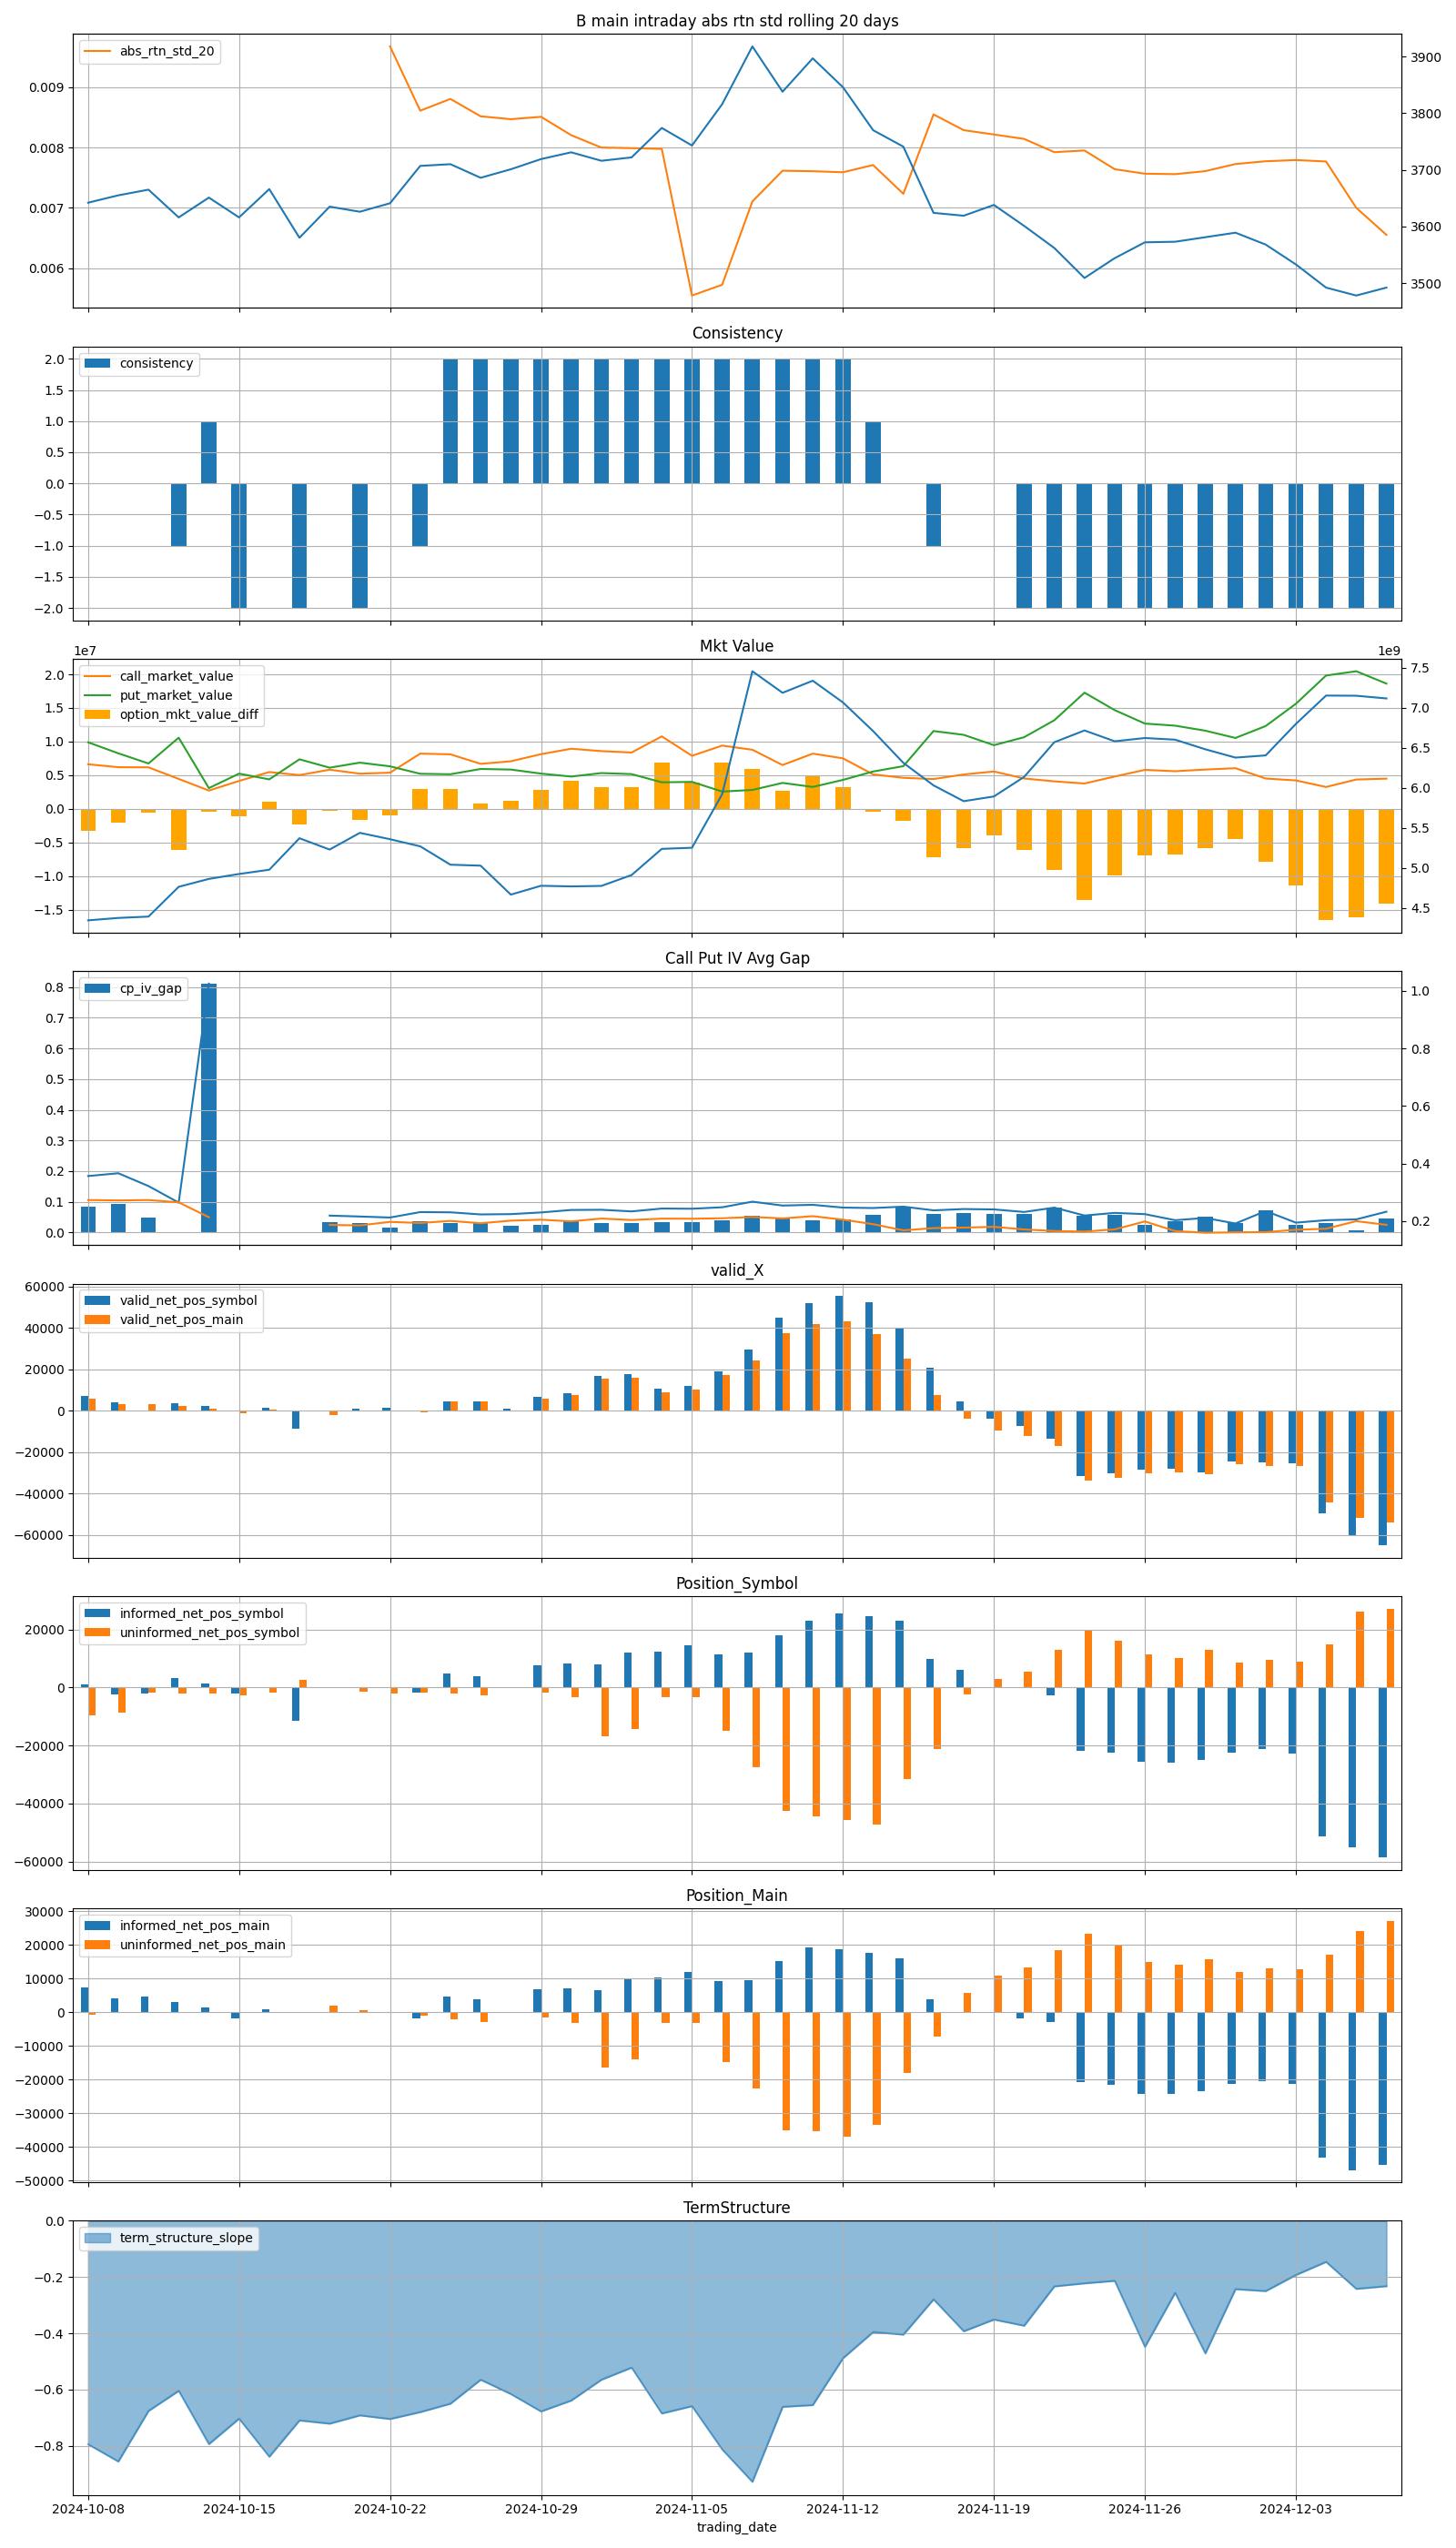 B main intraday abs rtn std rolling 20 days
abs_rtn_std_20
0.009
0.008
0.007
0.006
3900
3800
3700
3600
3500
Consistency
consistency
2.0
1.5
1.0
0.5
0.0
−0.5
−1.0
−1.5
−2.0
Mkt Value
1e7
1e9
call_market_value
put_market_value
option_mkt_value_diff
2.0
1.5
1.0
0.5
0.0
−0.5
−1.0
−1.5
7.5
7.0
6.5
6.0
5.5
5.0
4.5
Call Put IV Avg Gap
cp_iv_gap
0.8
0.7
0.6
0.5
0.4
0.3
0.2
0.1
0.0
1.0
0.8
0.6
0.4
0.2
valid_X
valid_net_pos_symbol
valid_net_pos_main
60000
40000
20000
0
−20000
−40000
−60000
Position_Symbol
informed_net_pos_symbol
uninformed_net_pos_symbol
20000
0
−20000
−40000
−60000
Position_Main
informed_net_pos_main
uninformed_net_pos_main
30000
20000
10000
0
−10000
−20000
−30000
−40000
−50000
TermStructure
term_structure_slope
0.0
−0.2
−0.4
−0.6
−0.8
2024-10-08 2024-10-15 2024-10-22 2024-10-29 2024-11-05 2024-11-12 2024-11-19 2024-11-26 2024-12-03
trading_date